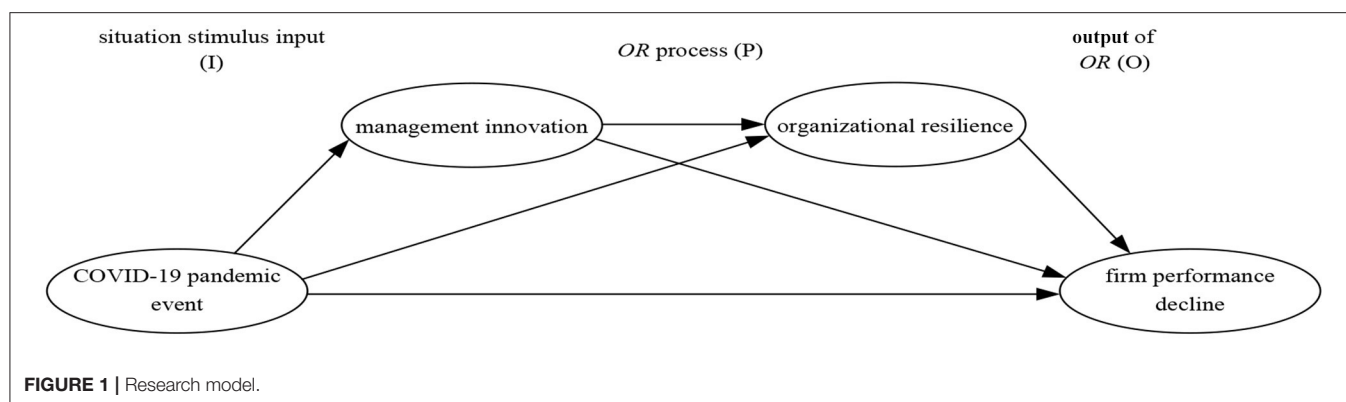 situation stimulus input
(I)
OR process (P)
output of
OR (O)
management innovation
organizational resilience
COVID-19 pandemic
event
firm performance
decline
FIGURE 1 | Research model.